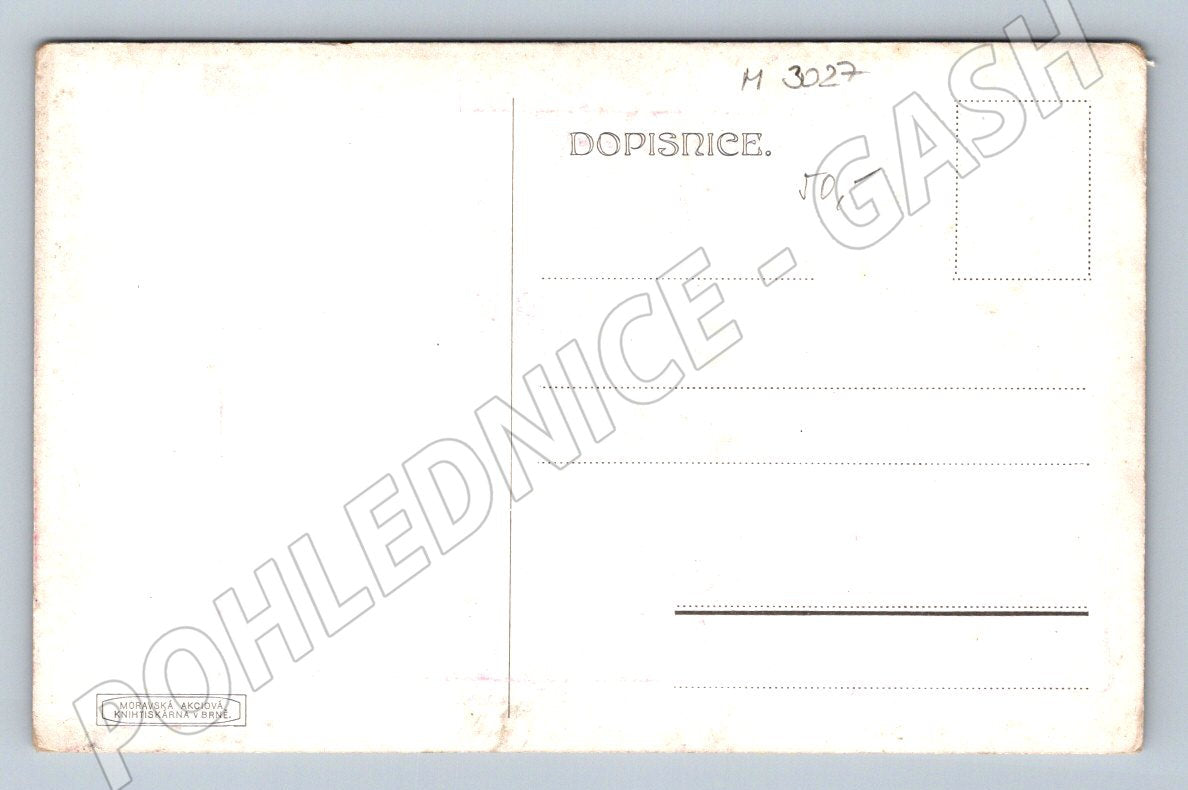 M 3027
DOPISNICE.
50,-
POHLEDNICE - GASH
MORAVSKÁ AKCIOVÁ
KNIHTISKÁRNA V BRNĚ.